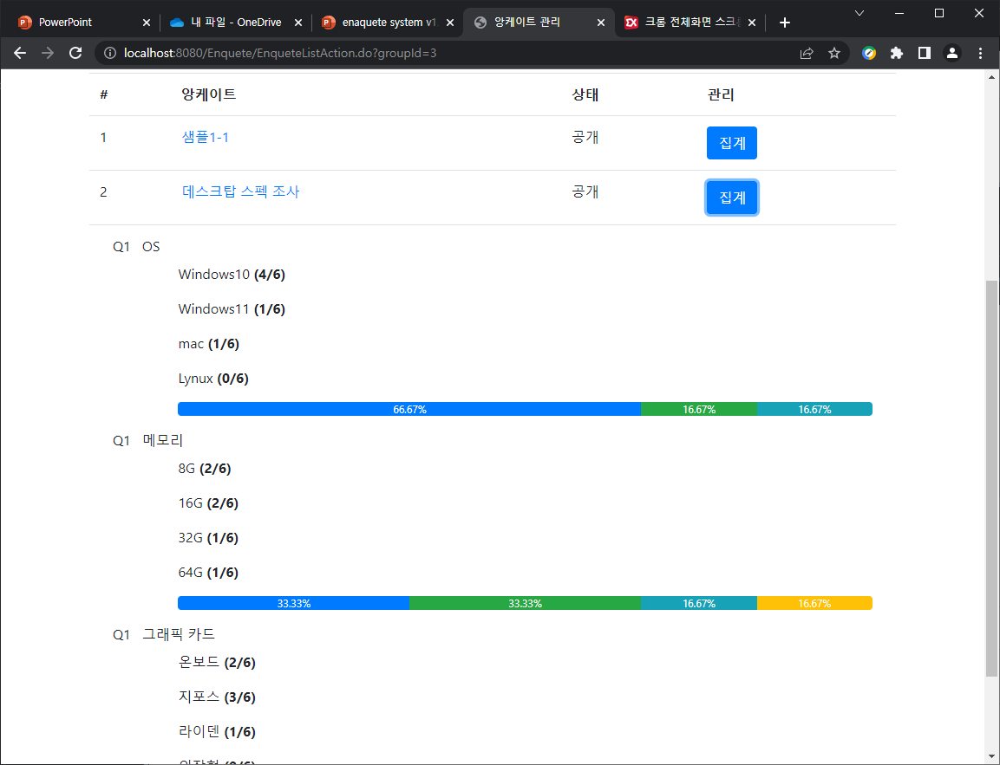 PowerPoint
내 파일 - OneDrive
enaquete system v1.
앙케이트 관리
크롬 전체화면 스크
localhost:8080/Enquete/EnqueteListAction.do?groupId=3
# 앙케이트 상태 관리
1 샘플1-1 공개 집계
2 데스크탑 스펙 조사 공개 집계
Q1 OS
Windows10 (4/6)
Windows11 (1/6)
mac (1/6)
Lynux (0/6)
66.67% 16.67% 16.67%
Q1 메모리
8G (2/6)
16G (2/6)
32G (1/6)
64G (1/6)
33.33% 33.33% 16.67% 16.67%
Q1 그래픽 카드
온보드 (2/6)
지포스 (3/6)
라이덴 (1/6)